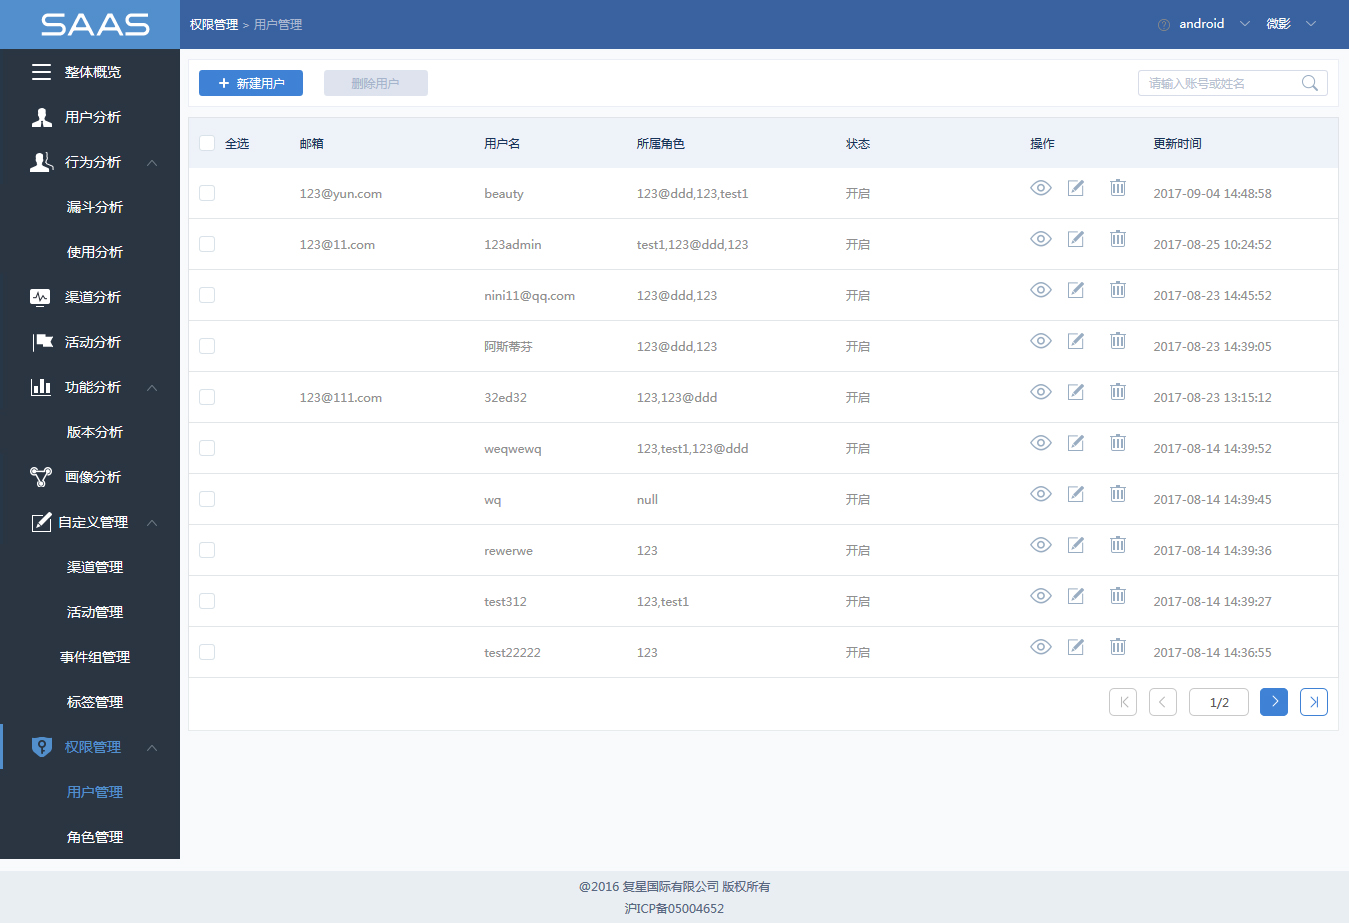 SAAS
权限管理 > 用户管理
android
微影
整体概览
用户分析
行为分析
漏斗分析
使用分析
渠道分析
活动分析
功能分析
版本分析
画像分析
自定义管理
渠道管理
活动管理
事件组管理
标签管理
权限管理
用户管理
角色管理
+ 新建用户 删除用户 请输入账号或姓名
全选 邮箱 用户名 所属角色 状态 操作 更新时间
123@yun.com beauty 123@ddd,123,test1 开启 2017-09-04 14:48:58
123@11.com 123admin test1,123@ddd,123 开启 2017-08-25 10:24:52
nini11@qq.com 123@ddd,123 开启 2017-08-23 14:45:52
阿斯蒂芬 123@ddd,123 开启 2017-08-23 14:39:05
123@111.com 32ed32 123,123@ddd 开启 2017-08-23 13:15:12
weqwewq 123,test1,123@ddd 开启 2017-08-14 14:39:52
wq null 开启 2017-08-14 14:39:45
rewerwe 123 开启 2017-08-14 14:39:36
test312 123,test1 开启 2017-08-14 14:39:27
test22222 123 开启 2017-08-14 14:36:55
1/2
@2016 复星国际有限公司 版权所有
沪ICP备05004652